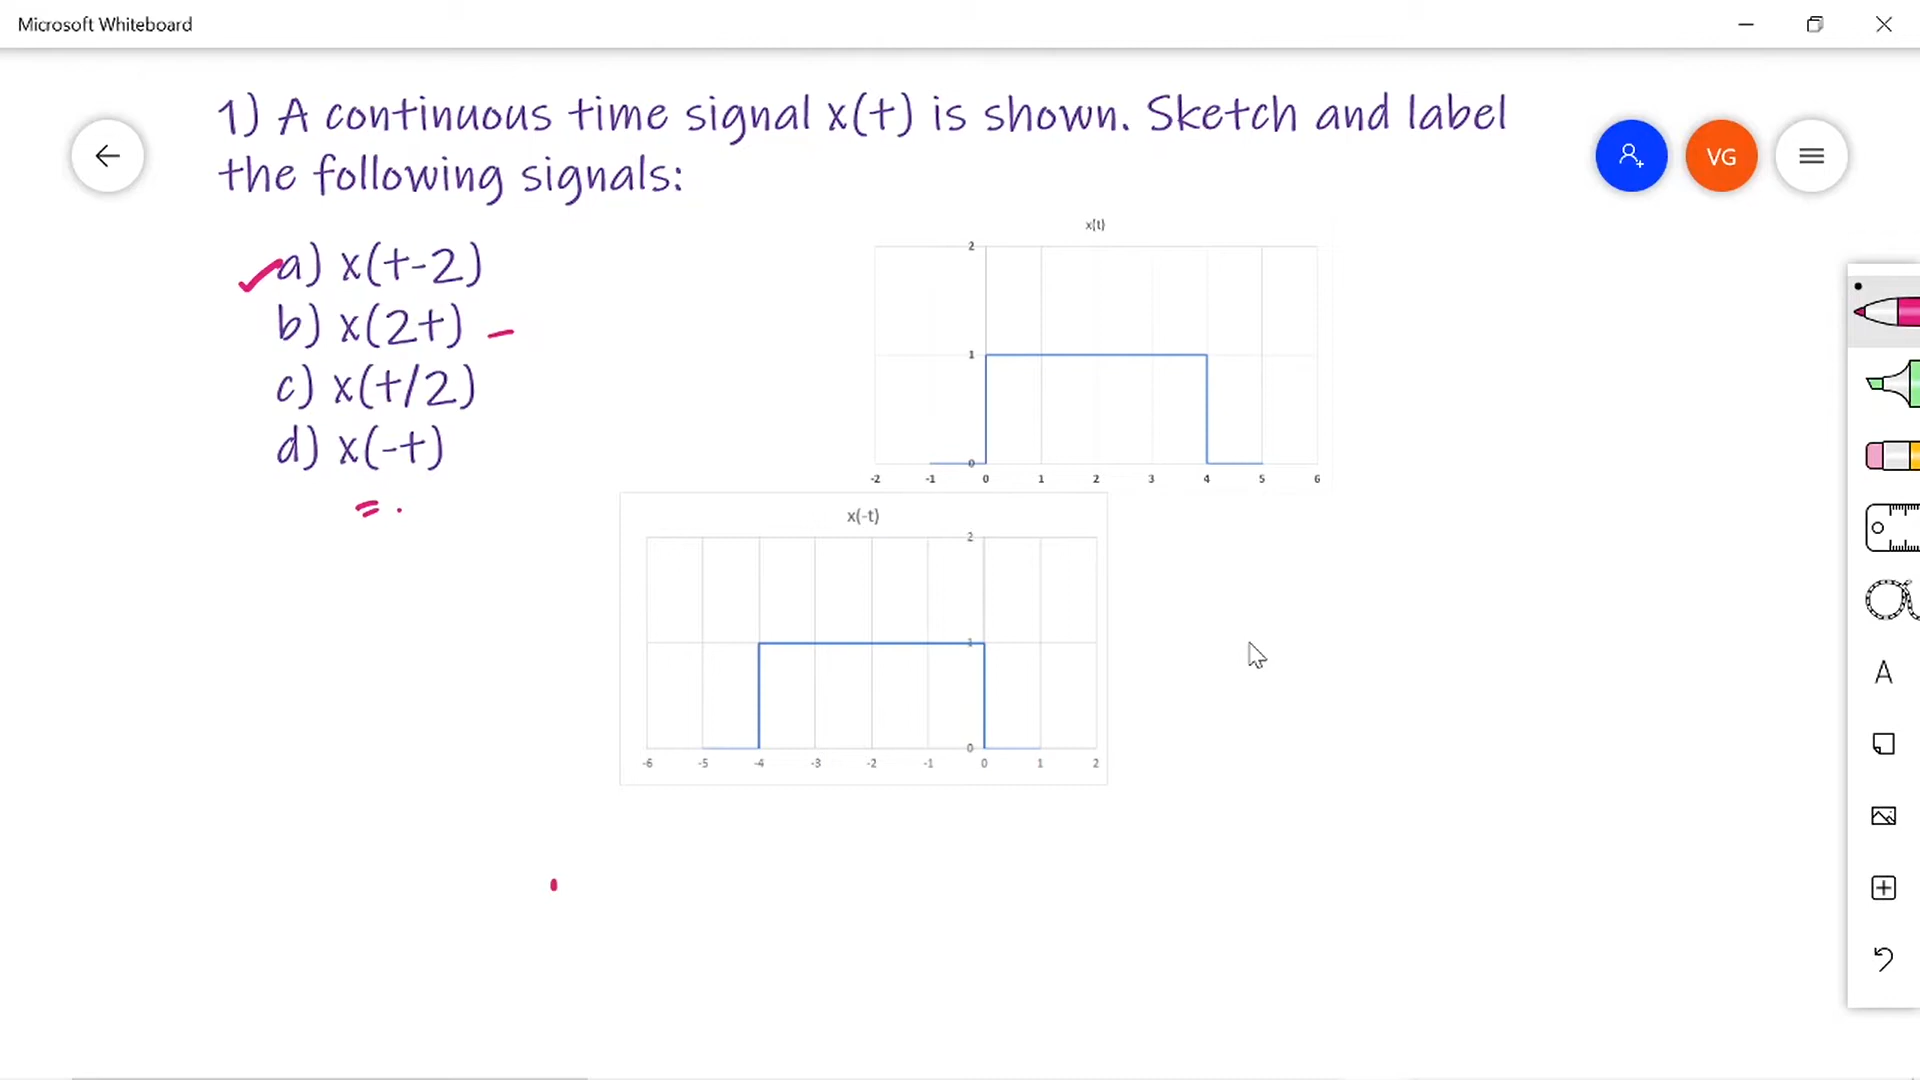 Microsoft Whiteboard
1) A continuous time signal x(t) is shown. Sketch and label
the following signals:
VG
a) x(t-2)
b) x(2t) -
c) x(t/2)
d) x(-t)
= .
x(t)
2
1
0
-2 -1 0 1 2 3 4 5 6
x(-t)
2
1
0
-6 -5 -4 -3 -2 -1 0 1 2
A